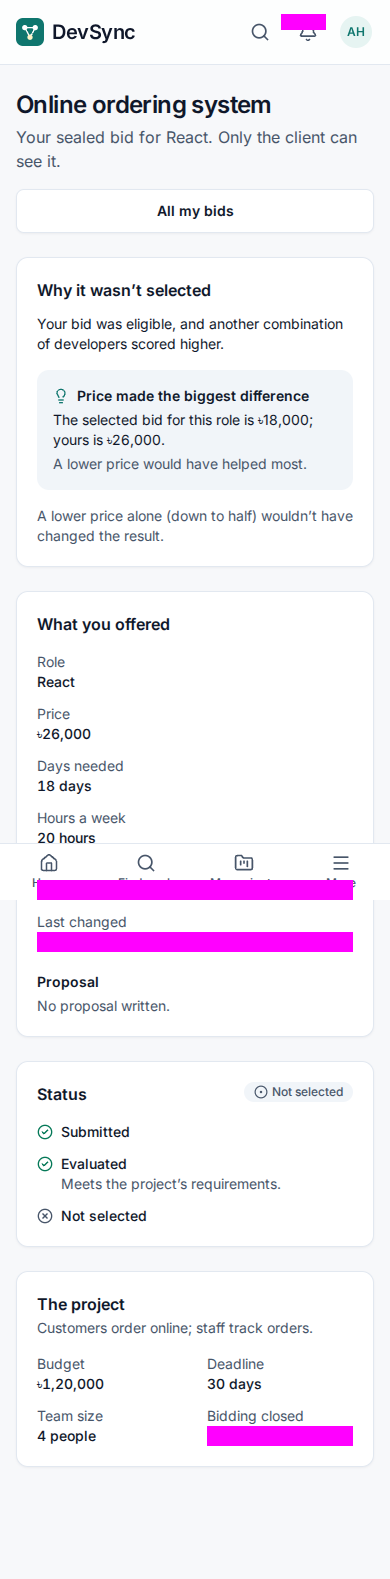 DevSync
AH
Online ordering system
Your sealed bid for React. Only the client can
see it.
All my bids
Why it wasn’t selected
Your bid was eligible, and another combination
of developers scored higher.
Price made the biggest difference
The selected bid for this role is ৳18,000;
yours is ৳26,000.
A lower price would have helped most.
A lower price alone (down to half) wouldn’t have
changed the result.
What you offered
Role
React
Price
৳26,000
Days needed
18 days
Hours a week
20 hours
Last changed
Proposal
No proposal written.
Status
Not selected
Submitted
Evaluated
Meets the project’s requirements.
Not selected
The project
Customers order online; staff track orders.
Budget
Deadline
৳1,20,000
30 days
Team size
Bidding closed
4 people